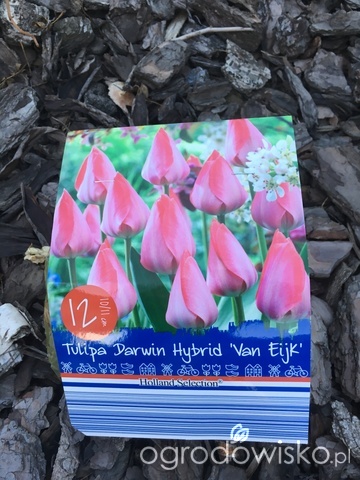 12
10/11 cm
Tulipa Darwin Hybrid 'Van Eijk'
Holland Selection®
ogrodowisko.pl